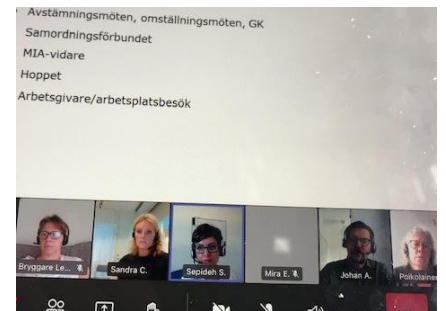 Avstämningsmöten, omställningsmöten, GK
Samordningsförbundet
MIA-vidare
Hoppet
Arbetsgivare/arbetsplatsbesök
Bryggare Le...
Sandra C.
Sepideh S.
Mira E.
Johan A.
Poikolainen